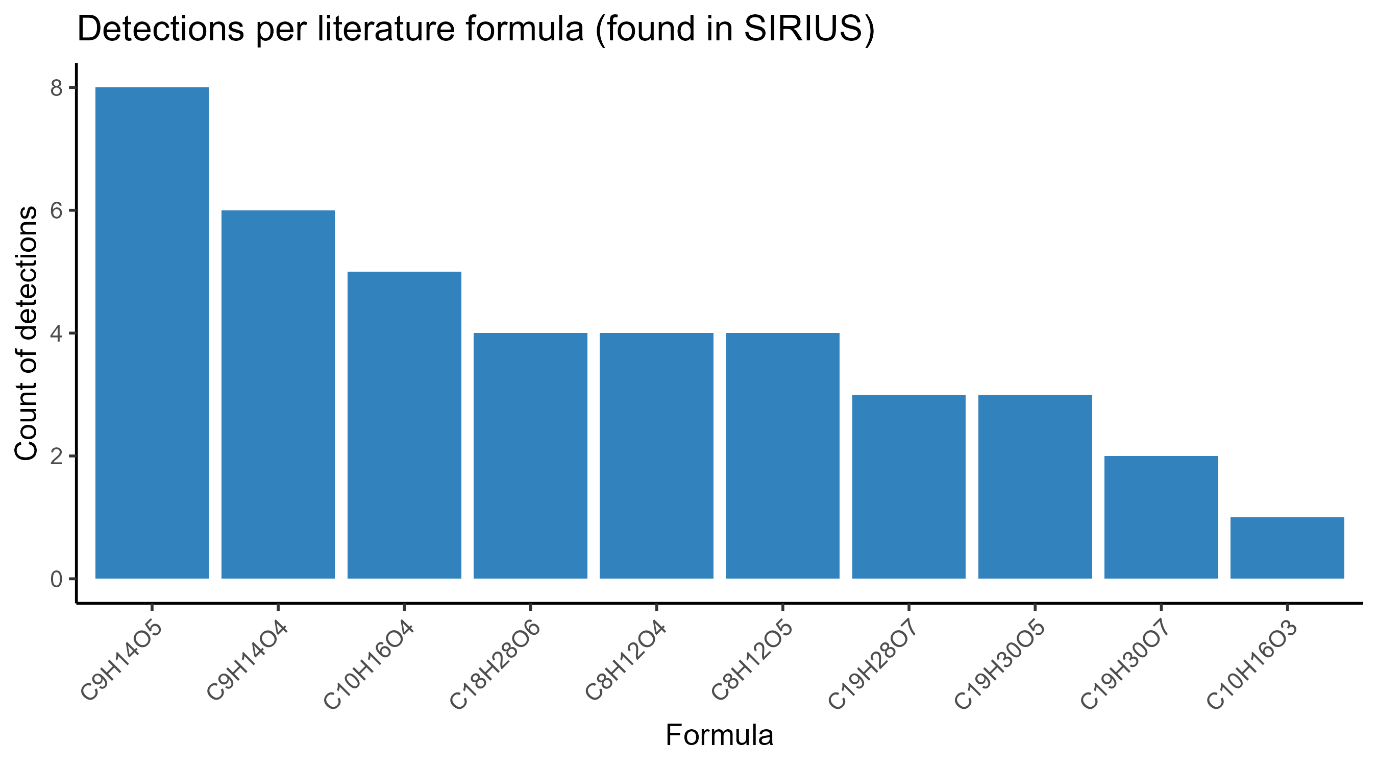 Detections per literature formula (found in SIRIUS)
Count of detections
8
6
4
2
0
C9H14O5
C9H14O4
C10H16O4
C18H28O6
C8H12O4
C8H12O5
C19H28O7
C19H30O5
C19H30O7
C10H16O3
Formula